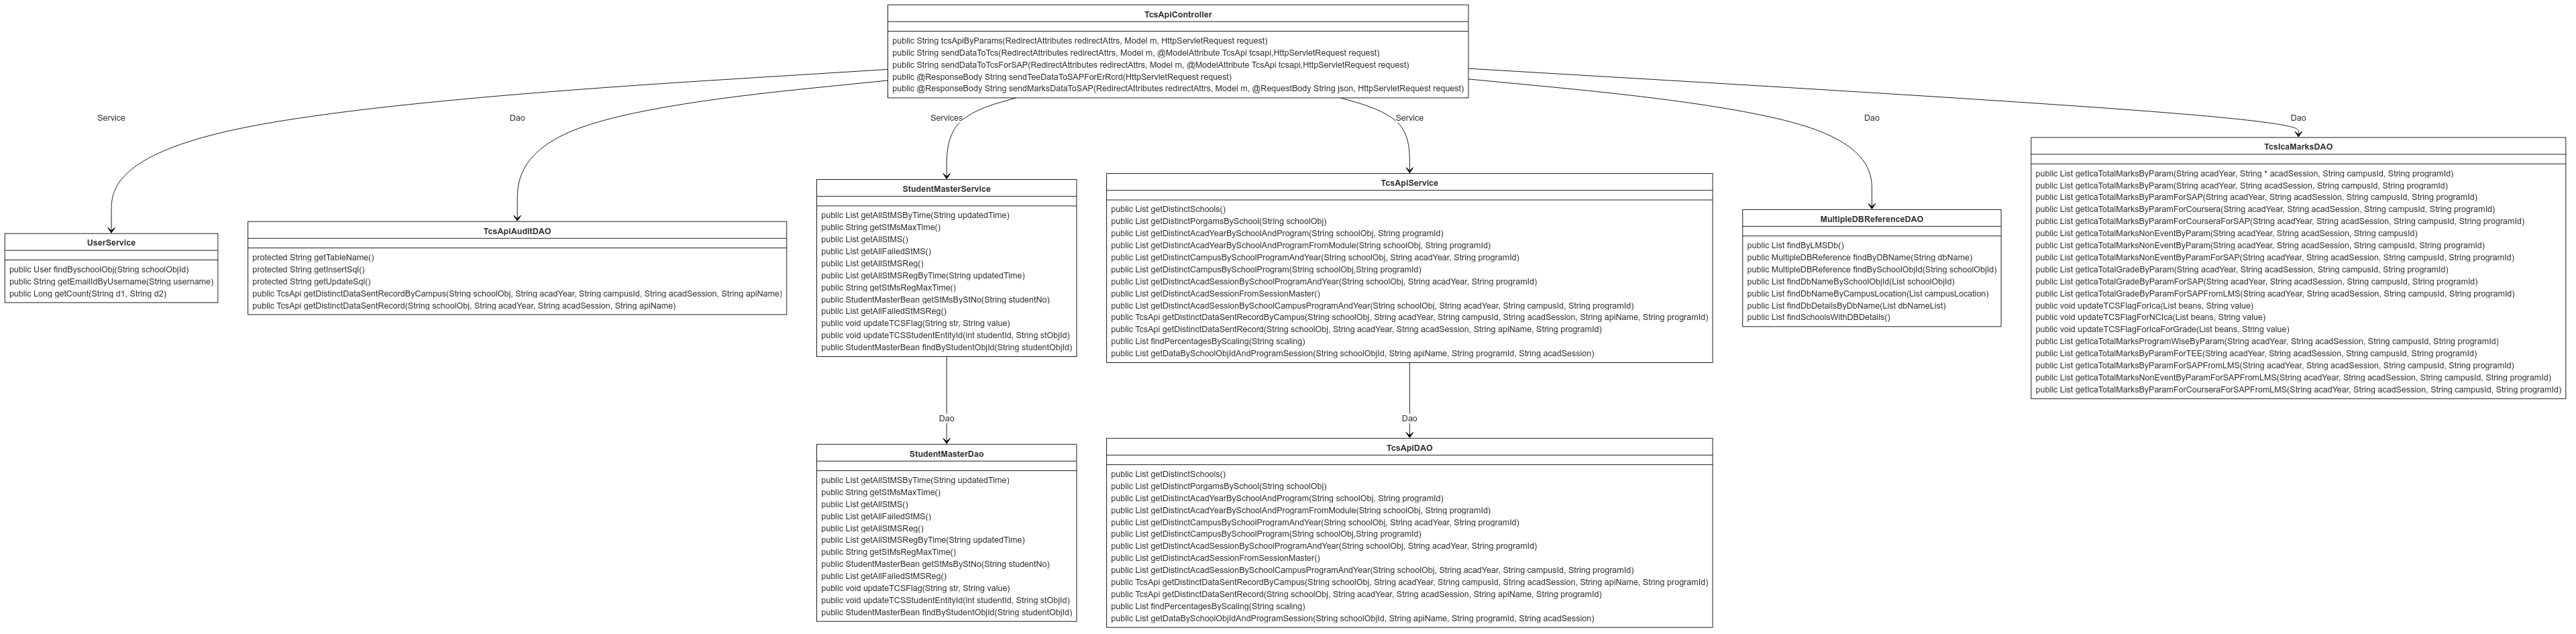 TcsApiController
public String tcsApiByParams(RedirectAttributes redirectAttrs, Model m, HttpServletRequest request)
public String sendDataToTcs(RedirectAttributes redirectAttrs, Model m, @ModelAttribute TcsApi tcsapi,HttpServletRequest request)
public String sendDataToTcsForSAP(RedirectAttributes redirectAttrs, Model m, @ModelAttribute TcsApi tcsapi,HttpServletRequest request)
public @ResponseBody String sendTeeDataToSAPForErRcrd(HttpServletRequest request)
public @ResponseBody String sendMarksDataToSAP(RedirectAttributes redirectAttrs, Model m, @RequestBody String json, HttpServletRequest request)
Service
Dao
Services
Service
Dao
Dao
UserService
public User findByschoolObj(String schoolObjId)
public String getEmailIdByUsername(String username)
public Long getCount(String d1, String d2)
TcsApiAuditDAO
protected String getTableName()
protected String getInsertSql()
protected String getUpdateSql()
public TcsApi getDistinctDataSentRecordByCampus(String schoolObj, String acadYear, String campusId, String acadSession, String apiName)
public TcsApi getDistinctDataSentRecord(String schoolObj, String acadYear, String acadSession, String apiName)
StudentMasterService
public List getAllStMSByTime(String updatedTime)
public String getStMsMaxTime()
public List getAllStMS()
public List getAllFailedStMS()
public List getAllStMSReg()
public List getAllStMSRegByTime(String updatedTime)
public String getStMsRegMaxTime()
public StudentMasterBean getStMsByStNo(String studentNo)
public List getAllFailedStMSReg()
public void updateTCSFlag(String str, String value)
public void updateTCSStudentEntityId(int studentId, String stObjId)
public StudentMasterBean findByStudentObjId(String studentObjId)
TcsApiService
public List getDistinctSchools()
public List getDistinctPorgamsBySchool(String schoolObj)
public List getDistinctAcadYearBySchoolAndProgram(String schoolObj, String programId)
public List getDistinctAcadYearBySchoolAndProgramFromModule(String schoolObj, String programId)
public List getDistinctCampusBySchoolProgramAndYear(String schoolObj, String acadYear, String programId)
public List getDistinctCampusBySchoolProgram(String schoolObj,String programId)
public List getDistinctAcadSessionBySchoolProgramAndYear(String schoolObj, String acadYear, String programId)
public List getDistinctAcadSessionFromSessionMaster()
public List getDistinctAcadSessionBySchoolCampusProgramAndYear(String schoolObj, String acadYear, String campusId, String programId)
public TcsApi getDistinctDataSentRecordByCampus(String schoolObj, String acadYear, String campusId, String acadSession, String apiName, String programId)
public TcsApi getDistinctDataSentRecord(String schoolObj, String acadYear, String acadSession, String apiName, String programId)
public List findPercentagesByScaling(String scaling)
public List getDataBySchoolObjIdAndProgramSession(String schoolObjId, String apiName, String programId, String acadSession)
MultipleDBReferenceDAO
public List findByLMSDb()
public MultipleDBReference findByDBName(String dbName)
public MultipleDBReference findBySchoolObjId(String schoolObjId)
public List findDbNameBySchoolObjId(List schoolObjId)
public List findDbNameByCampusLocation(List campusLocation)
public List findDbDetailsByDbName(List dbNameList)
public List findSchoolsWithDBDetails()
TcsIcaMarksDAO
public List getIcaTotalMarksByParam(String acadYear, String * acadSession, String campusId, String programId)
public List getIcaTotalMarksByParam(String acadYear, String acadSession, String campusId, String programId)
public List getIcaTotalMarksByParamForSAP(String acadYear, String acadSession, String campusId, String programId)
public List getIcaTotalMarksByParamForCoursera(String acadYear, String acadSession, String campusId, String programId)
public List getIcaTotalMarksByParamForCourseraForSAP(String acadYear, String acadSession, String campusId, String programId)
public List getIcaTotalMarksNonEventByParam(String acadYear, String acadSession, String campusId)
public List getIcaTotalMarksNonEventByParam(String acadYear, String acadSession, String campusId, String programId)
public List getIcaTotalMarksNonEventByParamForSAP(String acadYear, String acadSession, String campusId, String programId)
public List getIcaTotalGradeByParam(String acadYear, String acadSession, String campusId, String programId)
public List getIcaTotalGradeByParamForSAP(String acadYear, String acadSession, String campusId, String programId)
public List getIcaTotalGradeByParamForSAPFromLMS(String acadYear, String acadSession, String campusId, String programId)
public void updateTCSFlagForIca(List beans, String value)
public void updateTCSFlagForNCIca(List beans, String value)
public void updateTCSFlagForIcaForGrade(List beans, String value)
public List getIcaTotalMarksProgramWiseByParam(String acadYear, String acadSession, String campusId, String programId)
public List getIcaTotalMarksByParamForTEE(String acadYear, String acadSession, String campusId, String programId)
public List getIcaTotalMarksByParamForSAPFromLMS(String acadYear, String acadSession, String campusId, String programId)
public List getIcaTotalMarksNonEventByParamForSAPFromLMS(String acadYear, String acadSession, String campusId, String programId)
public List getIcaTotalMarksByParamForCourseraForSAPFromLMS(String acadYear, String acadSession, String campusId, String programId)
Dao
Dao
StudentMasterDao
public List getAllStMSByTime(String updatedTime)
public String getStMsMaxTime()
public List getAllStMS()
public List getAllFailedStMS()
public List getAllStMSReg()
public List getAllStMSRegByTime(String updatedTime)
public String getStMsRegMaxTime()
public StudentMasterBean getStMsByStNo(String studentNo)
public List getAllFailedStMSReg()
public void updateTCSFlag(String str, String value)
public void updateTCSStudentEntityId(int studentId, String stObjId)
public StudentMasterBean findByStudentObjId(String studentObjId)
TcsApiDAO
public List getDistinctSchools()
public List getDistinctPorgamsBySchool(String schoolObj)
public List getDistinctAcadYearBySchoolAndProgram(String schoolObj, String programId)
public List getDistinctAcadYearBySchoolAndProgramFromModule(String schoolObj, String programId)
public List getDistinctCampusBySchoolProgramAndYear(String schoolObj, String acadYear, String programId)
public List getDistinctCampusBySchoolProgram(String schoolObj,String programId)
public List getDistinctAcadSessionBySchoolProgramAndYear(String schoolObj, String acadYear, String programId)
public List getDistinctAcadSessionFromSessionMaster()
public List getDistinctAcadSessionBySchoolCampusProgramAndYear(String schoolObj, String acadYear, String campusId, String programId)
public TcsApi getDistinctDataSentRecordByCampus(String schoolObj, String acadYear, String campusId, String acadSession, String apiName, String programId)
public TcsApi getDistinctDataSentRecord(String schoolObj, String acadYear, String acadSession, String apiName, String programId)
public List findPercentagesByScaling(String scaling)
public List getDataBySchoolObjIdAndProgramSession(String schoolObjId, String apiName, String programId, String acadSession)